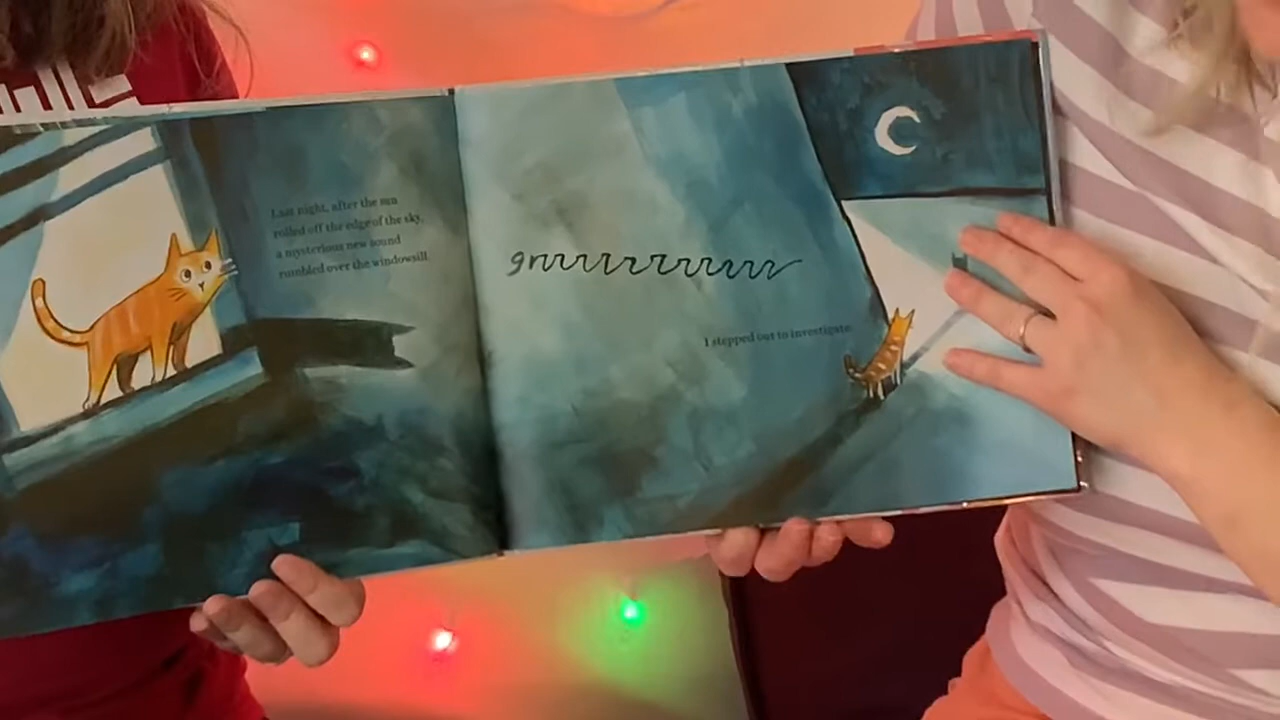 Last night, after the sun
rolled off the edge of the sky,
a mysterious new sound
rumbled over the windowsill.
grrrrrrrrrrrrr
I stepped out to investigate.